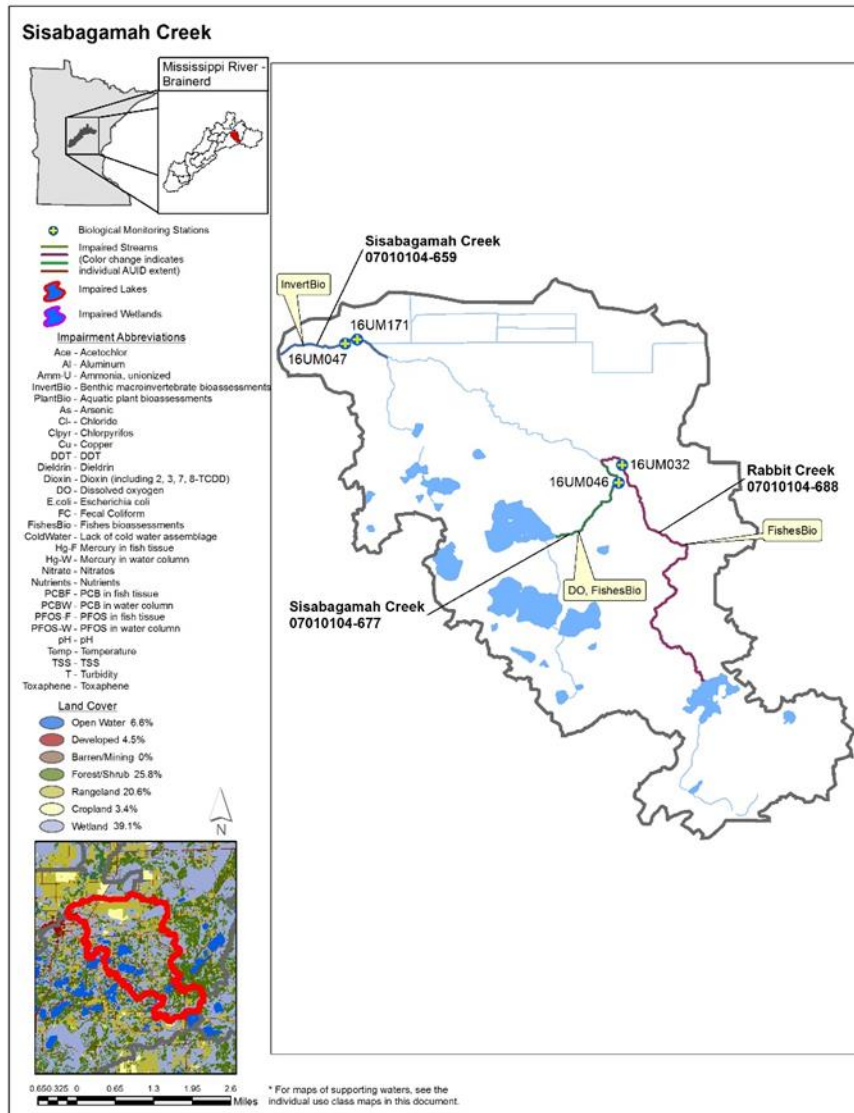 Sisabagamah Creek
Mississippi River -
Brainerd
Biological Monitoring Stations
Impaired Streams
(Color change indicates
individual AUID extent)
Impaired Lakes
Impaired Wetlands
Impairment Abbreviations
Ace - Acetochlor
Al - Aluminum
Amm-U - Ammonia, unionized
InvertBio - Benthic macroinvertebrate bioassessments
PlantBio - Aquatic plant bioassessments
As - Arsenic
Cl- - Chloride
Clpyr - Chlorpyrifos
Cu - Copper
DDT - DDT
Dieldrin - Dieldrin
Dioxin - Dioxin (including 2, 3, 7, 8-TCDD)
DO - Dissolved oxygen
E.coli - Escherichia coli
FC - Fecal Coliform
FishesBio - Fishes bioassessments
ColdWater - Lack of cold water assemblage
Hg-F Mercury in fish tissue
Hg-W - Mercury in water column
Nitrate - Nitrates
Nutrients - Nutrients
PCBF - PCB in fish tissue
PCBW - PCB in water column
PFOS-F - PFOS in fish tissue
PFOS-W - PFOS in water column
pH - pH
Temp - Temperature
TSS - TSS
T - Turbidity
Toxaphene - Toxaphene
Land Cover
Open Water 6.6%
Developed 4.5%
Barren/Mining 0%
Forest/Shrub 25.8%
Rangeland 20.6%
Cropland 3.4%
Wetland 39.1%
N
0.650.325 0 0.65 1.3 1.95 2.6
Miles
* For maps of supporting waters, see the
individual use class maps in this document.
Sisabagamah Creek
07010104-659
InvertBio
16UM171
16UM047
16UM032
16UM046
Rabbit Creek
07010104-688
FishesBio
DO, FishesBio
Sisabagamah Creek
07010104-677